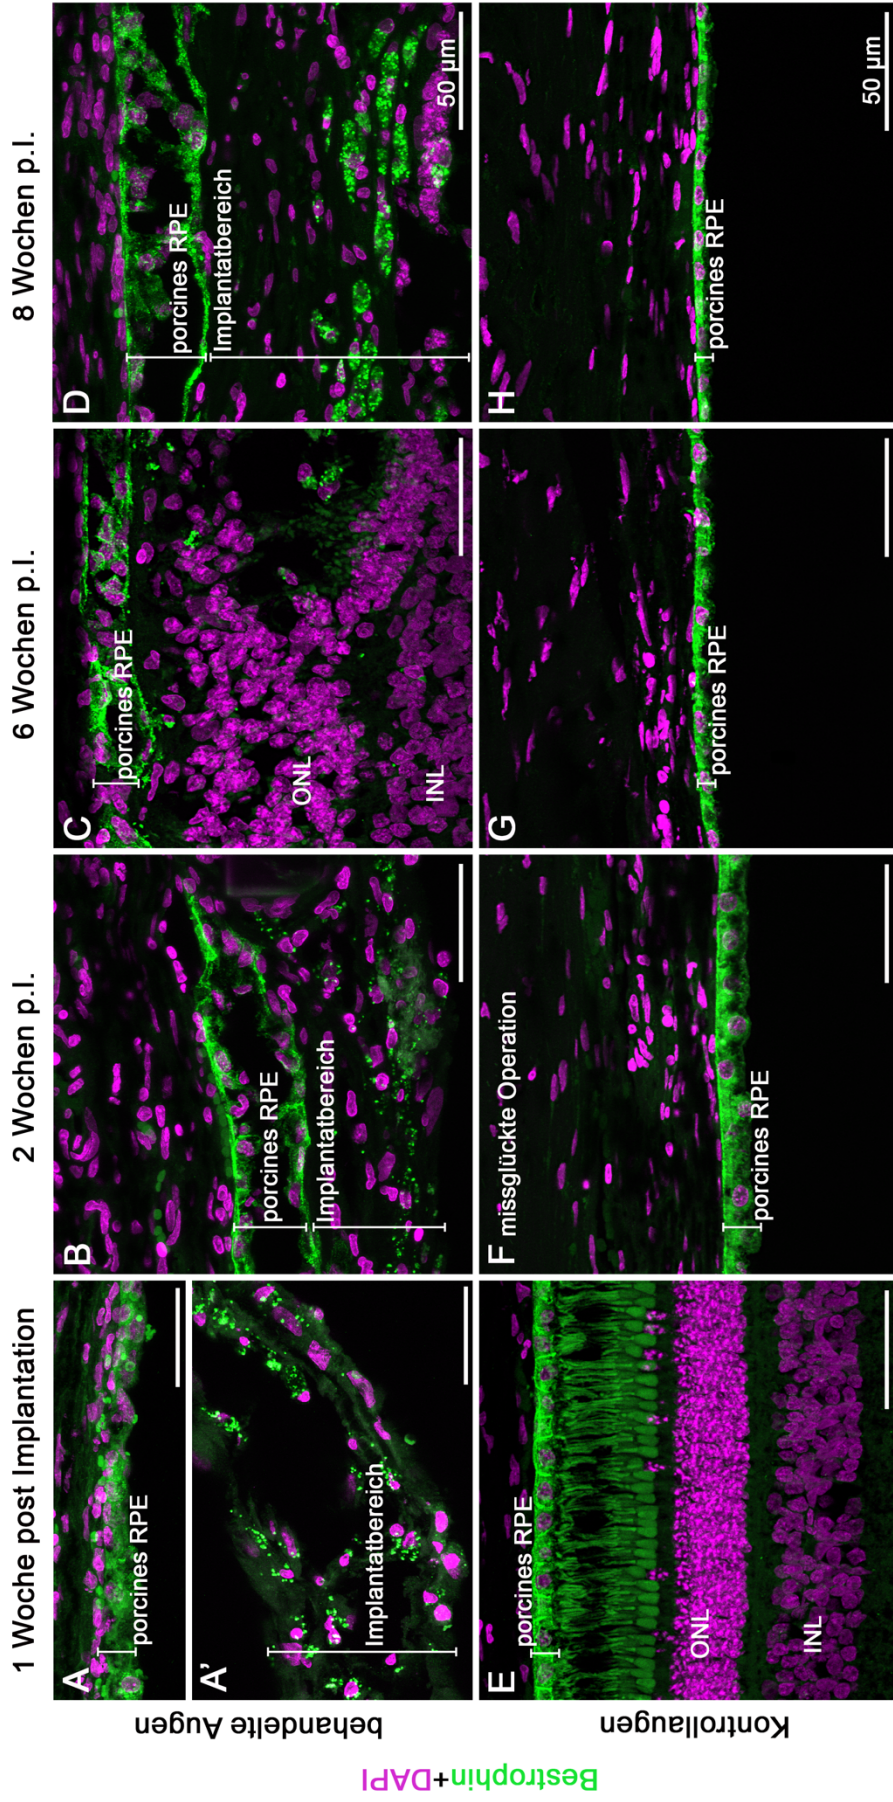 1 Woche post Implantation
2 Wochen p.I.
6 Wochen p.I.
8 Wochen p.I.
behandelte Augen
A
porcines RPE
A'
Implantatbereich
B
porcines RPE
Implantatbereich
C
porcines RPE
ONL
INL
D
porcines RPE
Implantatbereich
50 µm
Kontrollaugen
E
porcines RPE
ONL
INL
F missglückte Operation
porcines RPE
G
porcines RPE
H
porcines RPE
50 µm
Bestrophin+DAPI